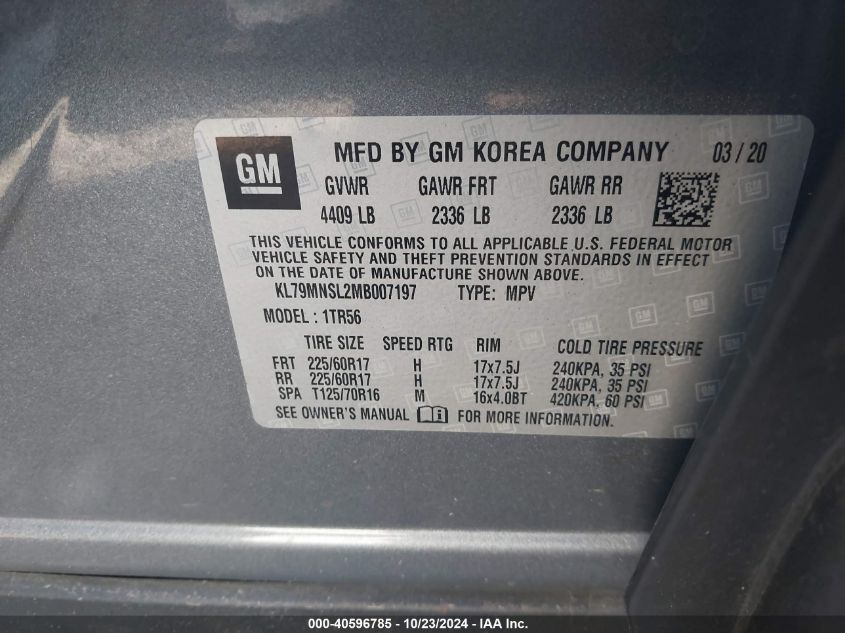 GM MFD BY GM KOREA COMPANY 03 / 20
GVWR GAWR FRT GAWR RR
4409 LB 2336 LB 2336 LB
THIS VEHICLE CONFORMS TO ALL APPLICABLE U.S. FEDERAL MOTOR
VEHICLE SAFETY AND THEFT PREVENTION STANDARDS IN EFFECT
ON THE DATE OF MANUFACTURE SHOWN ABOVE.
KL79MNSL2MB007197 TYPE: MPV
MODEL : 1TR56
TIRE SIZE SPEED RTG RIM COLD TIRE PRESSURE
FRT 225/60R17 H 17x7.5J 240KPA, 35 PSI
RR 225/60R17 H 17x7.5J 240KPA, 35 PSI
SPA T125/70R16 M 16x4.0BT 420KPA, 60 PSI
SEE OWNER'S MANUAL FOR MORE INFORMATION.
000-40596785 - 10/23/2024 - IAA Inc.